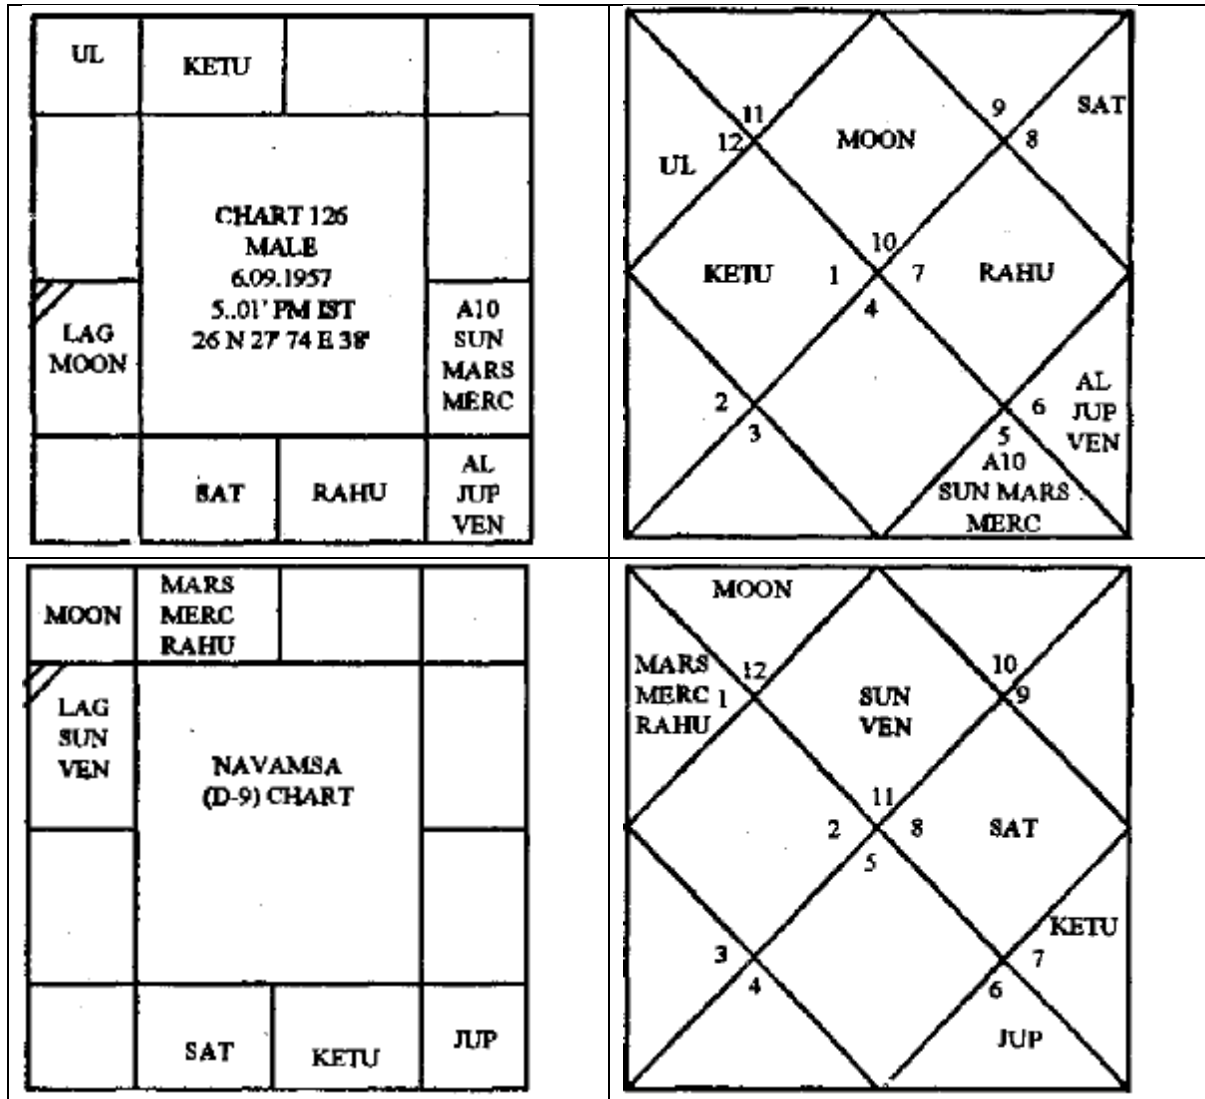 UL
KETU
CHART 126
MALE
6.09.1957
5..01' PM IST
26 N 27' 74 E 38'
LAG
MOON
A10
SUN
MARS
MERC
SAT
RAHU
AL
JUP
VEN
11
12
UL
MOON
9
8
SAT
10
KETU
1
7
RAHU
4
2
3
6
5
AL
JUP
VEN
A10
SUN MARS
MERC
MOON
MARS
MERC
RAHU
LAG
SUN
VEN
NAVAMSA
(D-9) CHART
SAT
KETU
JUP
MOON
MARS
MERC
RAHU
1
12
SUN
VEN
10
9
11
2
8
SAT
5
KETU
3
4
7
6
JUP